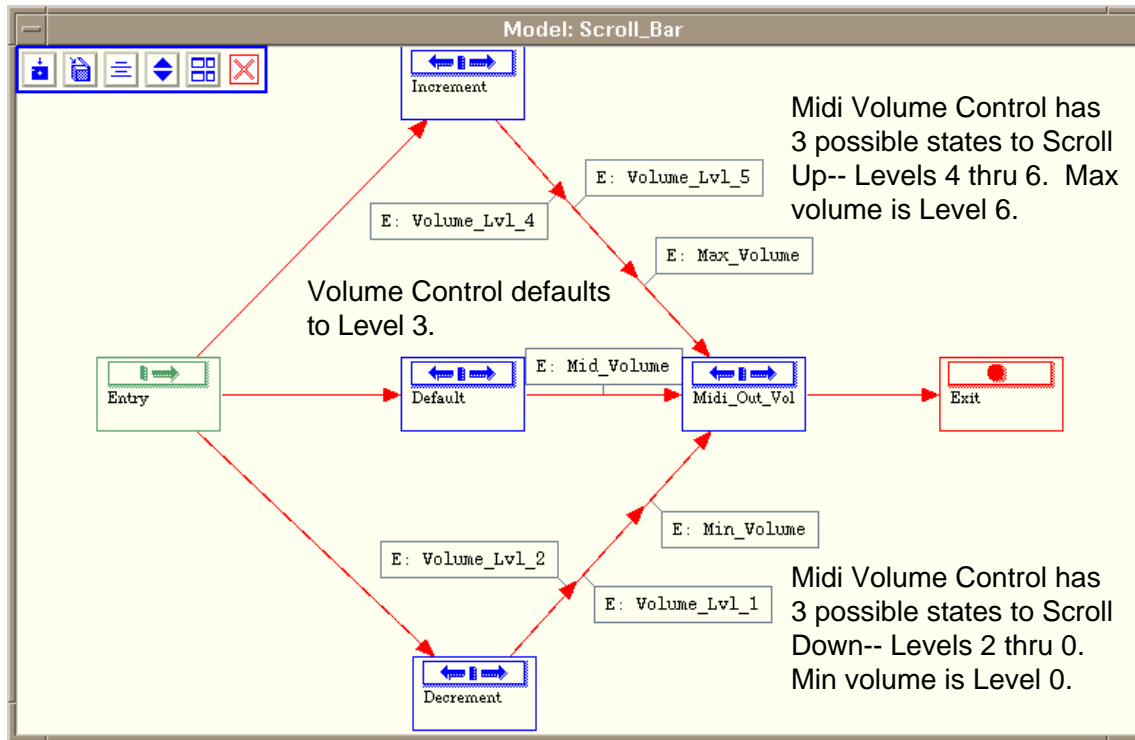 Model: Scroll_Bar
Increment
Midi Volume Control has
3 possible states to Scroll
Up-- Levels 4 thru 6.  Max
volume is Level 6.
E: Volume_Lvl_5
E: Volume_Lvl_4
E: Max_Volume
Volume Control defaults
to Level 3.
Entry
Default
E: Mid_Volume
Midi_Out_Vol
Exit
E: Min_Volume
E: Volume_Lvl_2
E: Volume_Lvl_1
Midi Volume Control has
3 possible states to Scroll
Down-- Levels 2 thru 0.
Min volume is Level 0.
Decrement